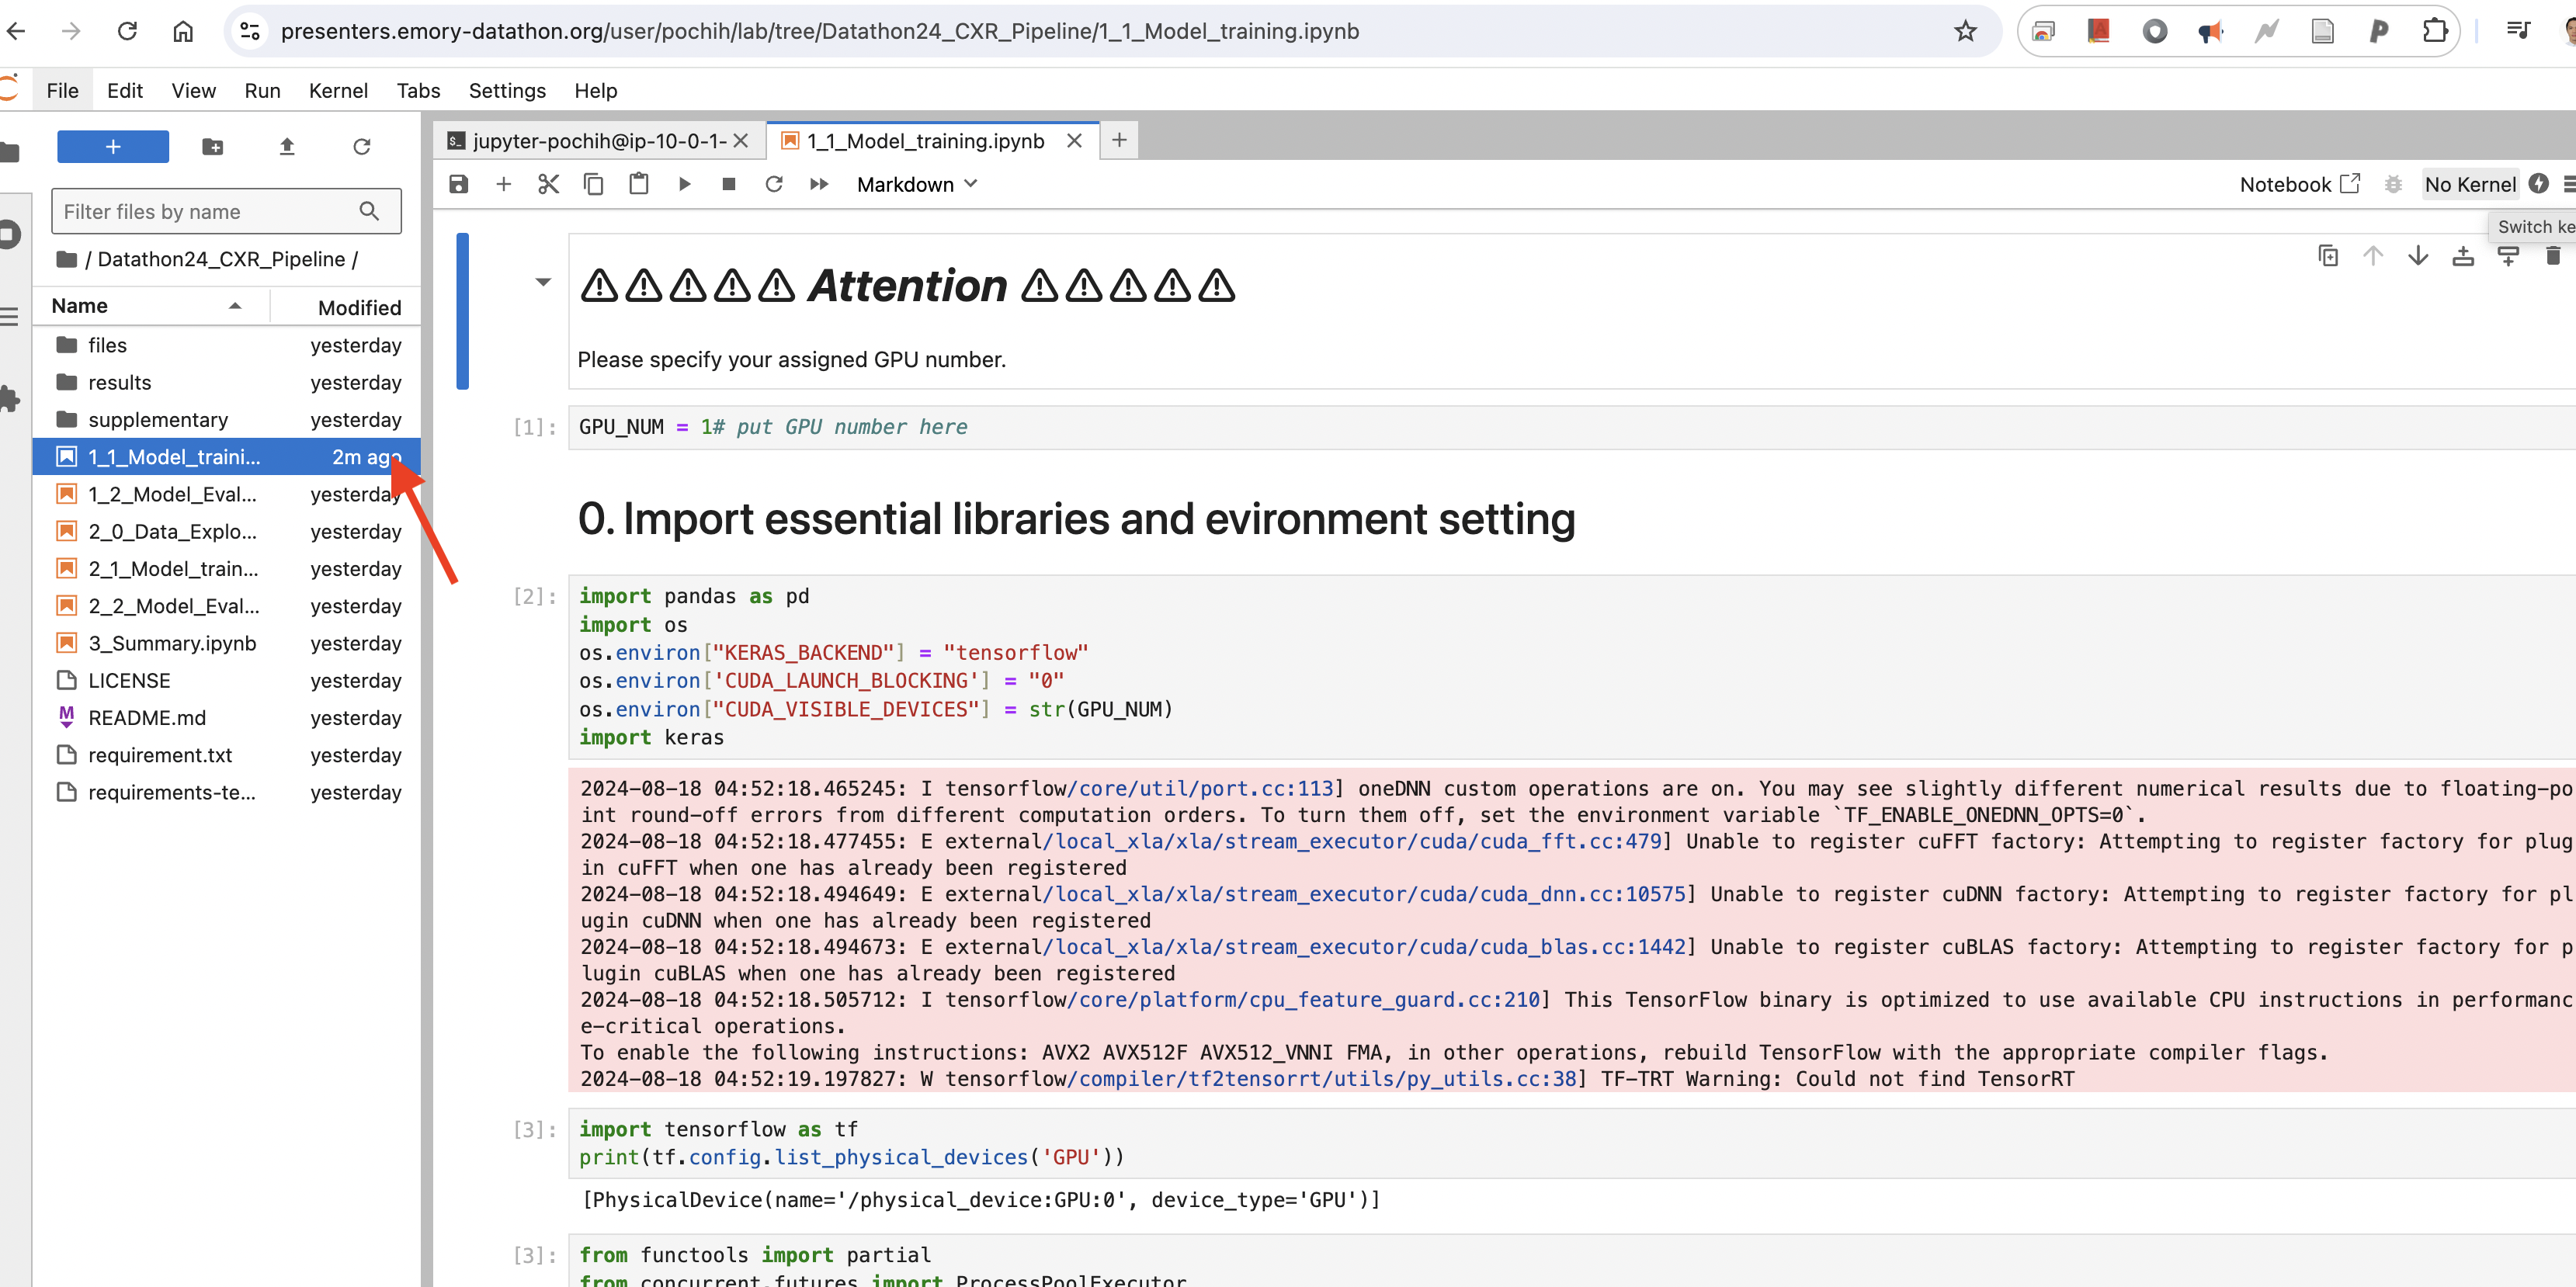 presenters.emory-datathon.org/user/pochih/lab/tree/Datathon24_CXR_Pipeline/1_1_Model_training.ipynb
File Edit View Run Kernel Tabs Settings Help
jupyter-pochih@ip-10-0-1-
1_1_Model_training.ipynb
Markdown
Notebook
No Kernel
Switch ke
Filter files by name
/ Datathon24_CXR_Pipeline /
Name Modified
files yesterday
results yesterday
supplementary yesterday
1_1_Model_traini... 2m ago
1_2_Model_Eval... yesterday
2_0_Data_Explo... yesterday
2_1_Model_train... yesterday
2_2_Model_Eval... yesterday
3_Summary.ipynb yesterday
LICENSE yesterday
README.md yesterday
requirement.txt yesterday
requirements-te... yesterday
⚠⚠⚠⚠⚠ Attention ⚠⚠⚠⚠⚠
Please specify your assigned GPU number.
[1]: GPU_NUM = 1# put GPU number here
0. Import essential libraries and evironment setting
[2]: import pandas as pd
import os
os.environ["KERAS_BACKEND"] = "tensorflow"
os.environ['CUDA_LAUNCH_BLOCKING'] = "0"
os.environ["CUDA_VISIBLE_DEVICES"] = str(GPU_NUM)
import keras
2024-08-18 04:52:18.465245: I tensorflow/core/util/port.cc:113] oneDNN custom operations are on. You may see slightly different numerical results due to floating-po
int round-off errors from different computation orders. To turn them off, set the environment variable `TF_ENABLE_ONEDNN_OPTS=0`.
2024-08-18 04:52:18.477455: E external/local_xla/xla/stream_executor/cuda/cuda_fft.cc:479] Unable to register cuFFT factory: Attempting to register factory for plug
in cuFFT when one has already been registered
2024-08-18 04:52:18.494649: E external/local_xla/xla/stream_executor/cuda/cuda_dnn.cc:10575] Unable to register cuDNN factory: Attempting to register factory for pl
ugin cuDNN when one has already been registered
2024-08-18 04:52:18.494673: E external/local_xla/xla/stream_executor/cuda/cuda_blas.cc:1442] Unable to register cuBLAS factory: Attempting to register factory for p
lugin cuBLAS when one has already been registered
2024-08-18 04:52:18.505712: I tensorflow/core/platform/cpu_feature_guard.cc:210] This TensorFlow binary is optimized to use available CPU instructions in performanc
e-critical operations.
To enable the following instructions: AVX2 AVX512F AVX512_VNNI FMA, in other operations, rebuild TensorFlow with the appropriate compiler flags.
2024-08-18 04:52:19.197827: W tensorflow/compiler/tf2tensorrt/utils/py_utils.cc:38] TF-TRT Warning: Could not find TensorRT
[3]: import tensorflow as tf
print(tf.config.list_physical_devices('GPU'))
[PhysicalDevice(name='/physical_device:GPU:0', device_type='GPU')]
[3]: from functools import partial
from concurrent.futures import ProcessPoolExecutor